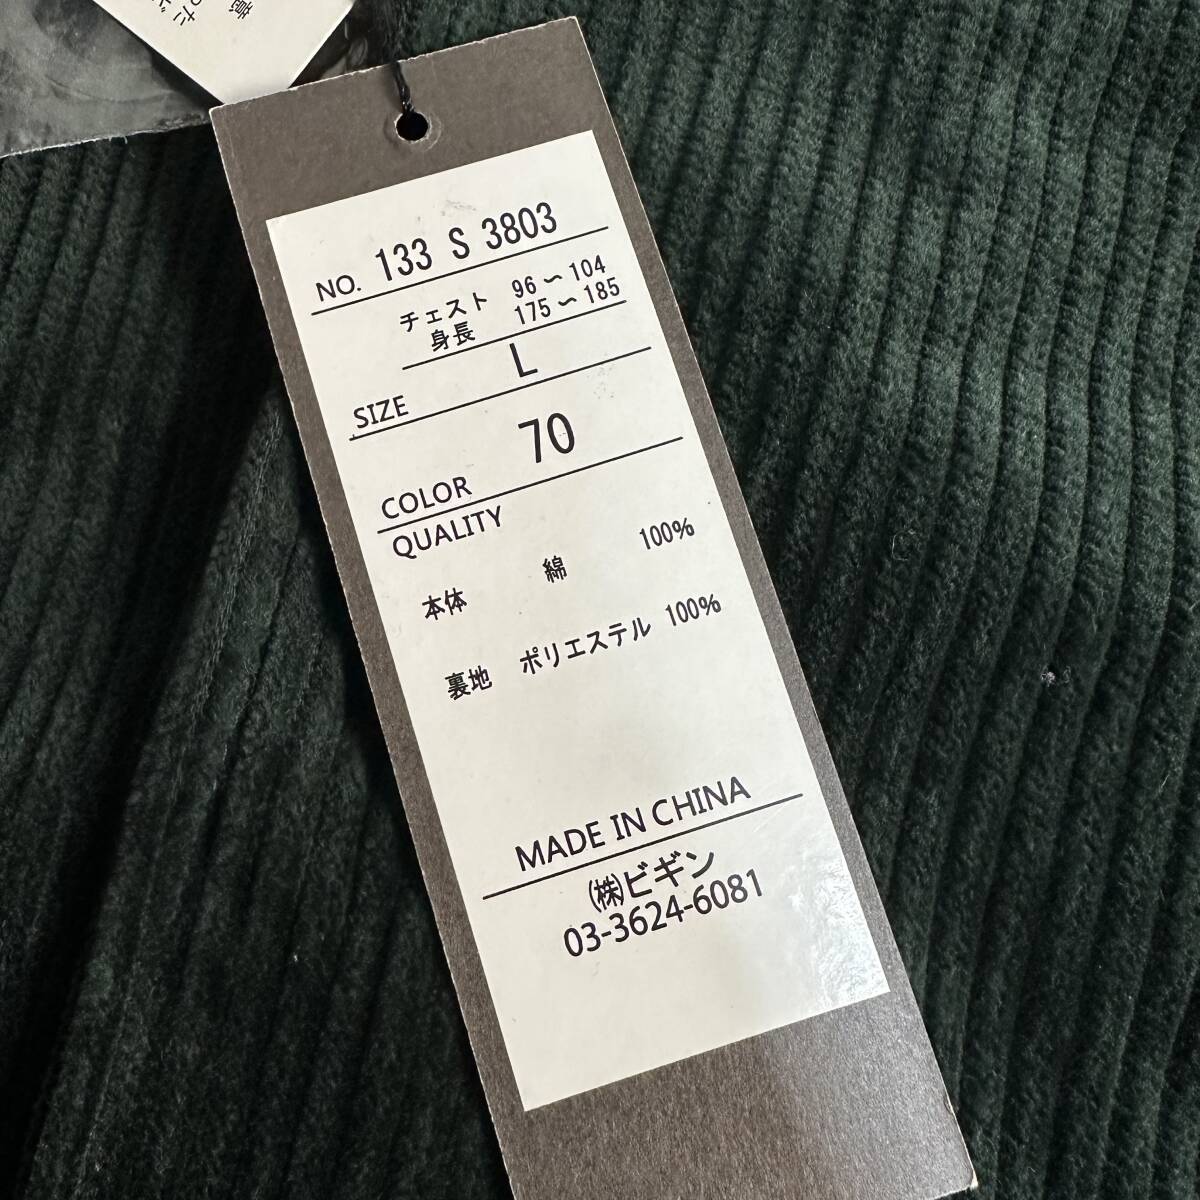 NO. 133 S 3803
チェスト 96～104
身長 175～185
SIZE L
COLOR 70
QUALITY
本体 綿 100%
裏地 ポリエステル 100%
MADE IN CHINA
㈱ビギン
03-3624-6081